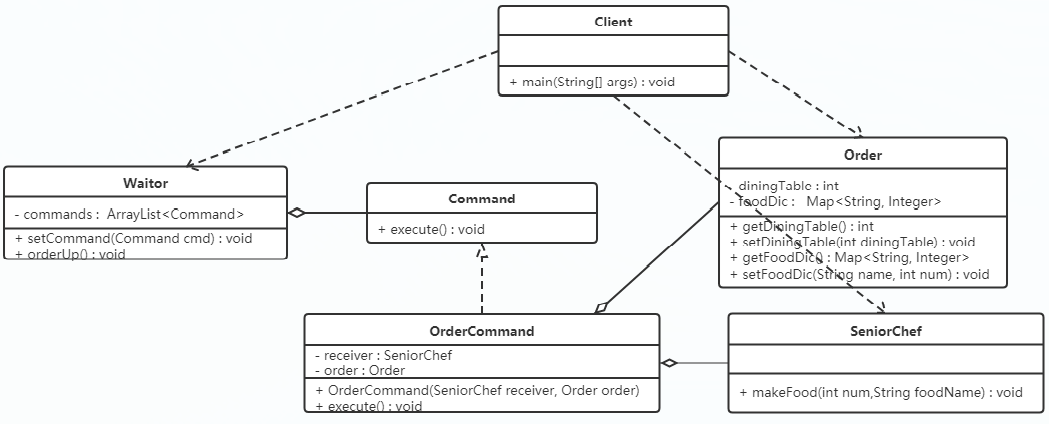 Client
+ main(String[] args) : void
Waitor
- commands : ArrayList<Command>
+ setCommand(Command cmd) : void
+ orderUp() : void
Command
+ execute() : void
Order
- diningTable : int
- foodDic : Map<String, Integer>
+ getDiningTable() : int
+ setDiningTable(int diningTable) : void
+ getFoodDic() : Map<String, Integer>
+ setFoodDic(String name, int num) : void
OrderCommand
- receiver : SeniorChef
- order : Order
+ OrderCommand(SeniorChef receiver, Order order)
+ execute() : void
SeniorChef
+ makeFood(int num,String foodName) : void